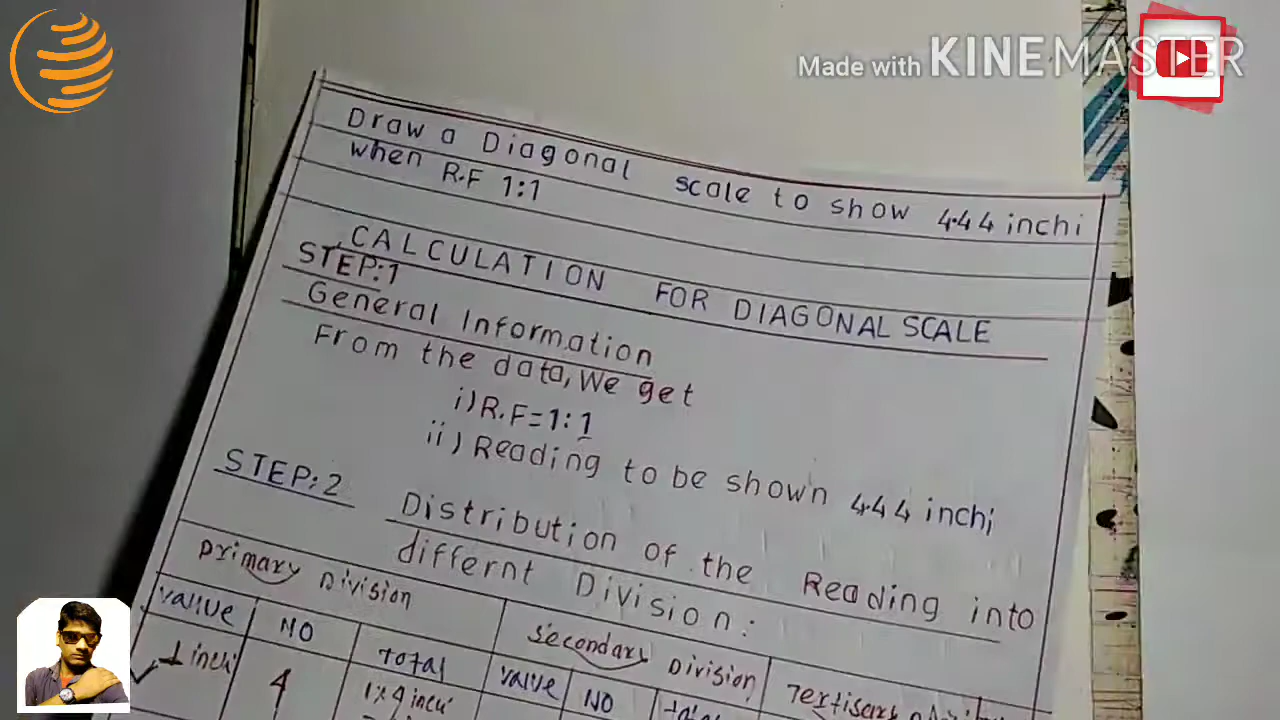 Made with KINEMASTER
Draw a Diagonal scale to show 4.44 inchi
when R.F 1:1
CALCULATION FOR DIAGONAL SCALE
STEP:1
General Information
From the data, We get
i) R.F=1:1
ii) Reading to be shown 4.44 inchi
STEP:2
Distribution of the Reading into
differnt Division:
primary Division
secondary Division
value NO Total value NO
1 inchi 4 1x4 inchi